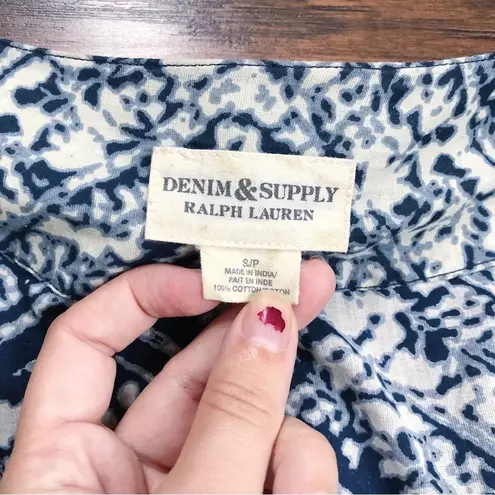 DENIM & SUPPLY
RALPH LAUREN
S/P
MADE IN INDIA/
FAIT EN INDE
100% COTTON/COTON